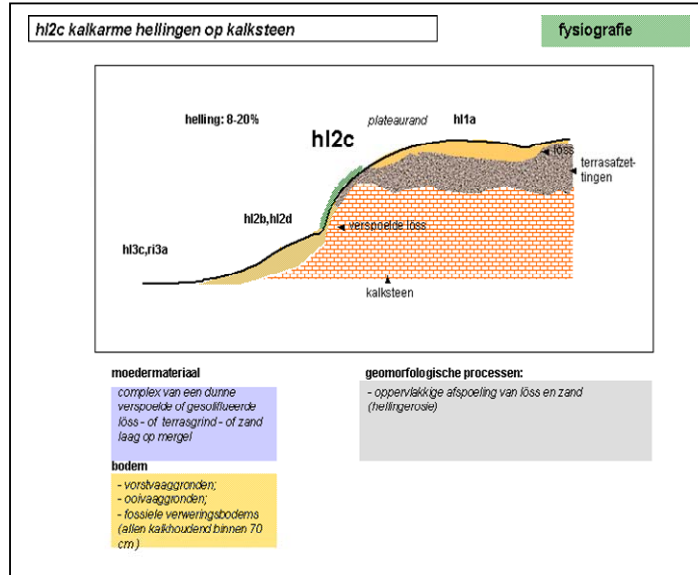 hl2c kalkarme hellingen op kalksteen
fysiografie
helling: 8-20%
plateaurand
hl1a
hl2c
löss
terrasafzet-
tingen
hl2b,hl2d
verspoelde löss
hl3c,ri3a
kalksteen
moedermateriaal
complex van een dunne
verspoelde of gesoliflueerde
löss - of terrasgrind - of zand
laag op mergel
geomorfologische processen:
- oppervlakkige afspoeling van löss en zand
(hellingerosie)
bodem
- vorstvaaggronden;
- ooivaaggronden;
- fossiele verweringsbodems
(allen kalkhoudend binnen 70
cm )